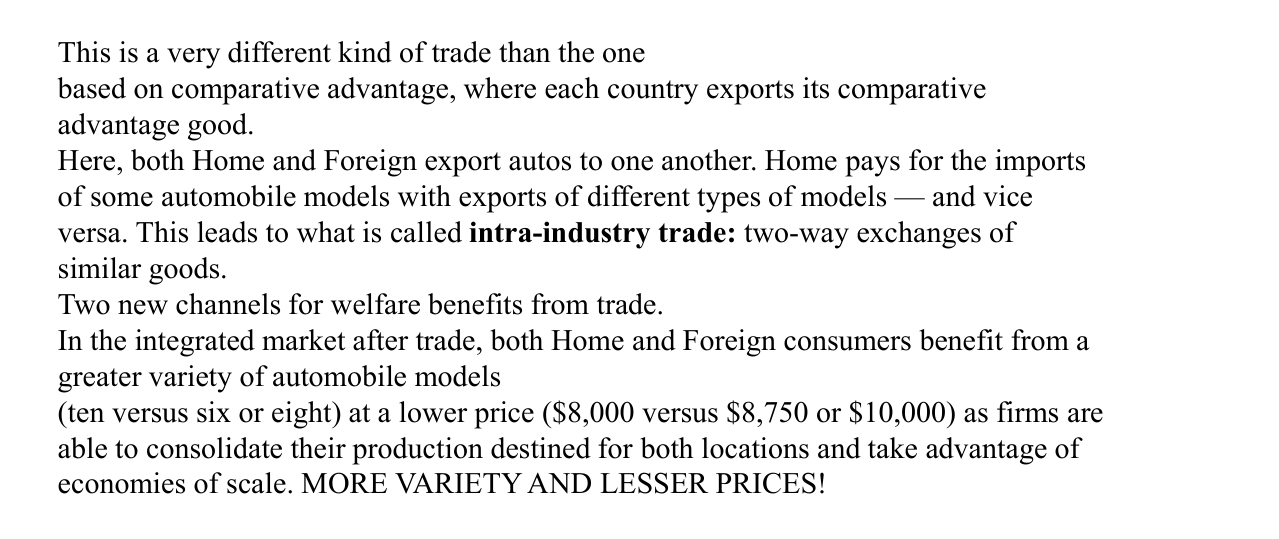 This is a very different kind of trade than the one
based on comparative advantage, where each country exports its comparative
advantage good.
Here, both Home and Foreign export autos to one another. Home pays for the imports
of some automobile models with exports of different types of models — and vice
versa. This leads to what is called intra-industry trade: two-way exchanges of
similar goods.
Two new channels for welfare benefits from trade.
In the integrated market after trade, both Home and Foreign consumers benefit from a
greater variety of automobile models
(ten versus six or eight) at a lower price ($8,000 versus $8,750 or $10,000) as firms are
able to consolidate their production destined for both locations and take advantage of
economies of scale. MORE VARIETY AND LESSER PRICES!